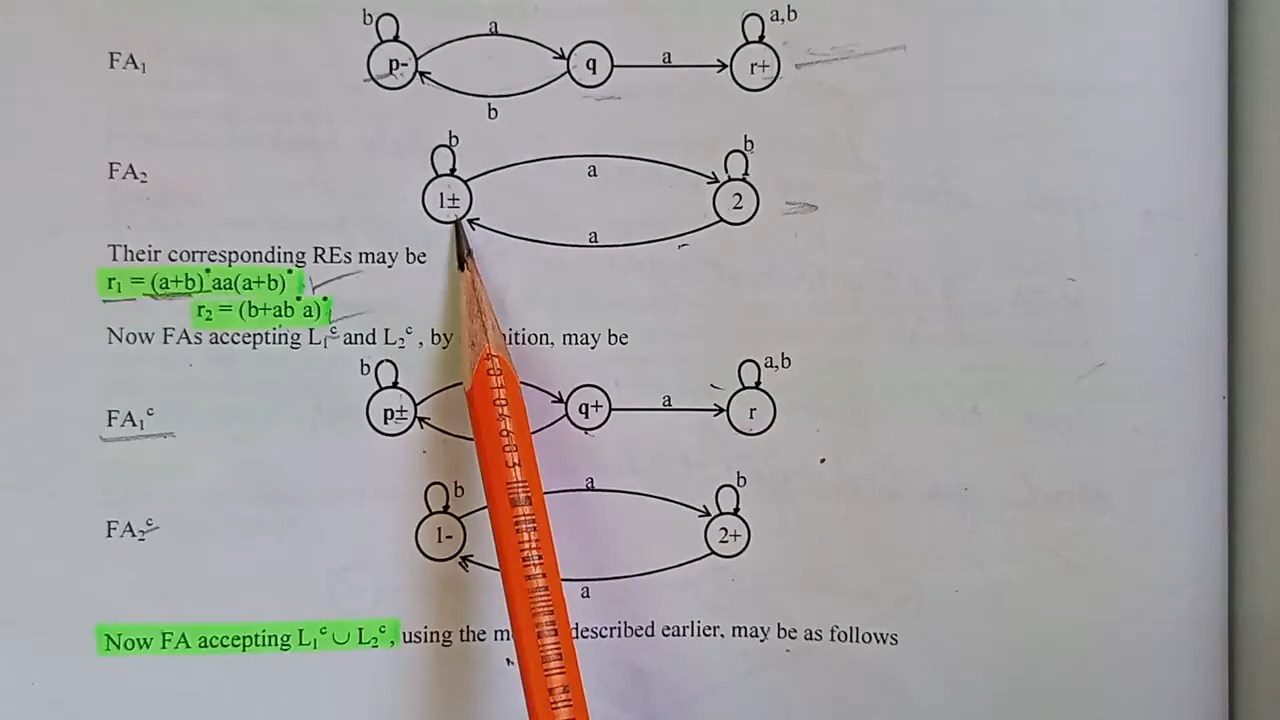 b a a,b
FA₁ p- q a r+
b
b b
FA₂ a
1± 2
a
Their corresponding REs may be
r₁ = (a+b)*aa(a+b)*
r₂ = (b+ab*a)*
Now FAs accepting L₁ᶜ and L₂ᶜ , by ition, may be
b a,b
FA₁ᶜ p± q+ a r
b a b
FA₂ᶜ 1- 2+
a
Now FA accepting L₁ᶜ ∪ L₂ᶜ, using the described earlier, may be as follows